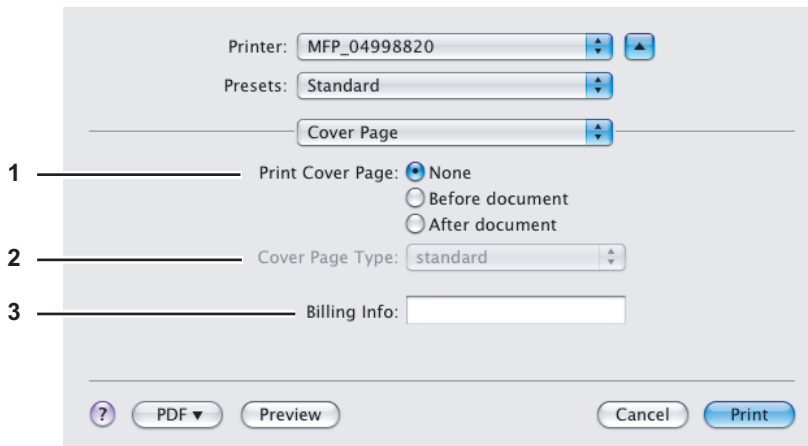 Printer: MFP_04998820
Presets: Standard
Cover Page
1 Print Cover Page: None
Before document
After document
2 Cover Page Type: standard
3 Billing Info:
? PDF ▼ Preview Cancel Print